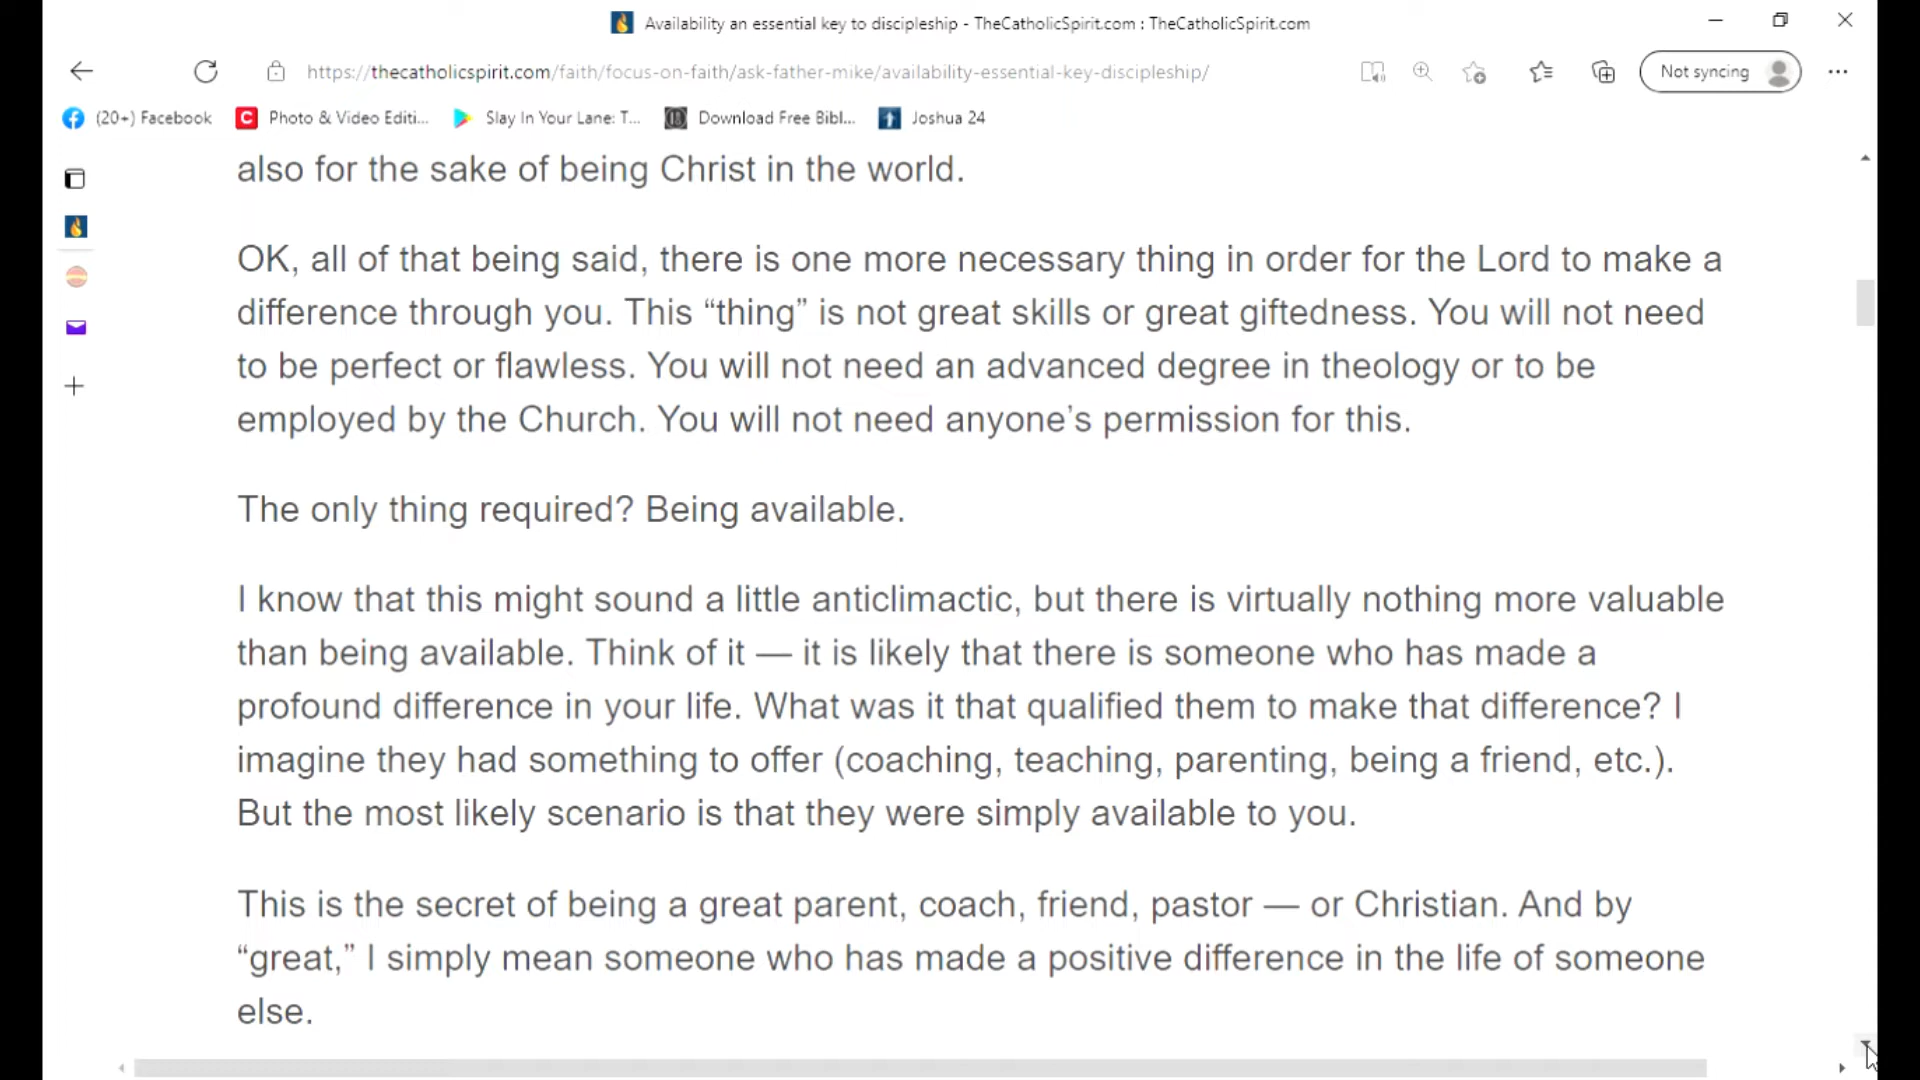 Availability an essential key to discipleship - TheCatholicSpirit.com : TheCatholicSpirit.com
https://thecatholicspirit.com/faith/focus-on-faith/ask-father-mike/availability-essential-key-discipleship/
Not syncing
(20+) Facebook
Photo & Video Editi...
Slay In Your Lane: T...
Download Free Bibl...
Joshua 24
also for the sake of being Christ in the world.
OK, all of that being said, there is one more necessary thing in order for the Lord to make a
difference through you. This “thing” is not great skills or great giftedness. You will not need
to be perfect or flawless. You will not need an advanced degree in theology or to be
employed by the Church. You will not need anyone’s permission for this.
The only thing required? Being available.
I know that this might sound a little anticlimactic, but there is virtually nothing more valuable
than being available. Think of it — it is likely that there is someone who has made a
profound difference in your life. What was it that qualified them to make that difference? I
imagine they had something to offer (coaching, teaching, parenting, being a friend, etc.).
But the most likely scenario is that they were simply available to you.
This is the secret of being a great parent, coach, friend, pastor — or Christian. And by
“great,” I simply mean someone who has made a positive difference in the life of someone
else.